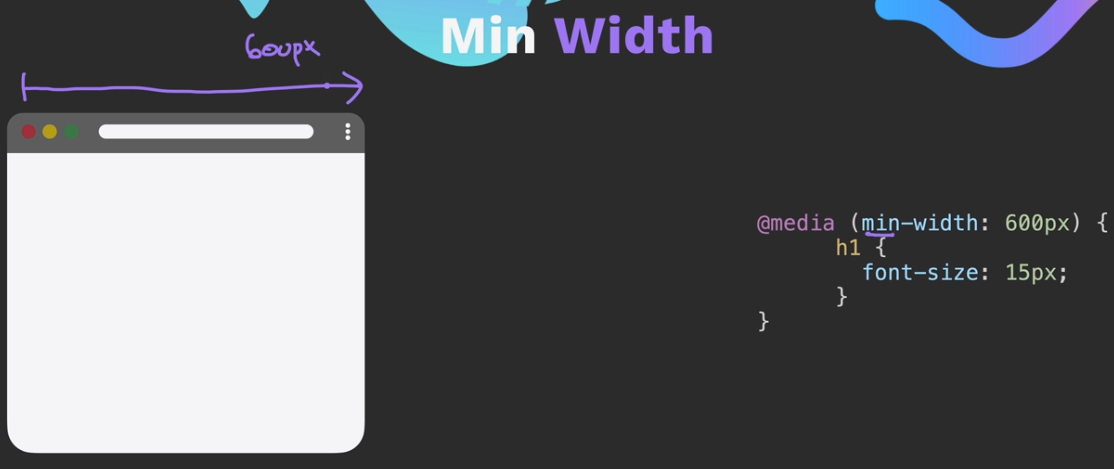 Min Width
600px
@media (min-width: 600px) {
h1 {
font-size: 15px;
}
}